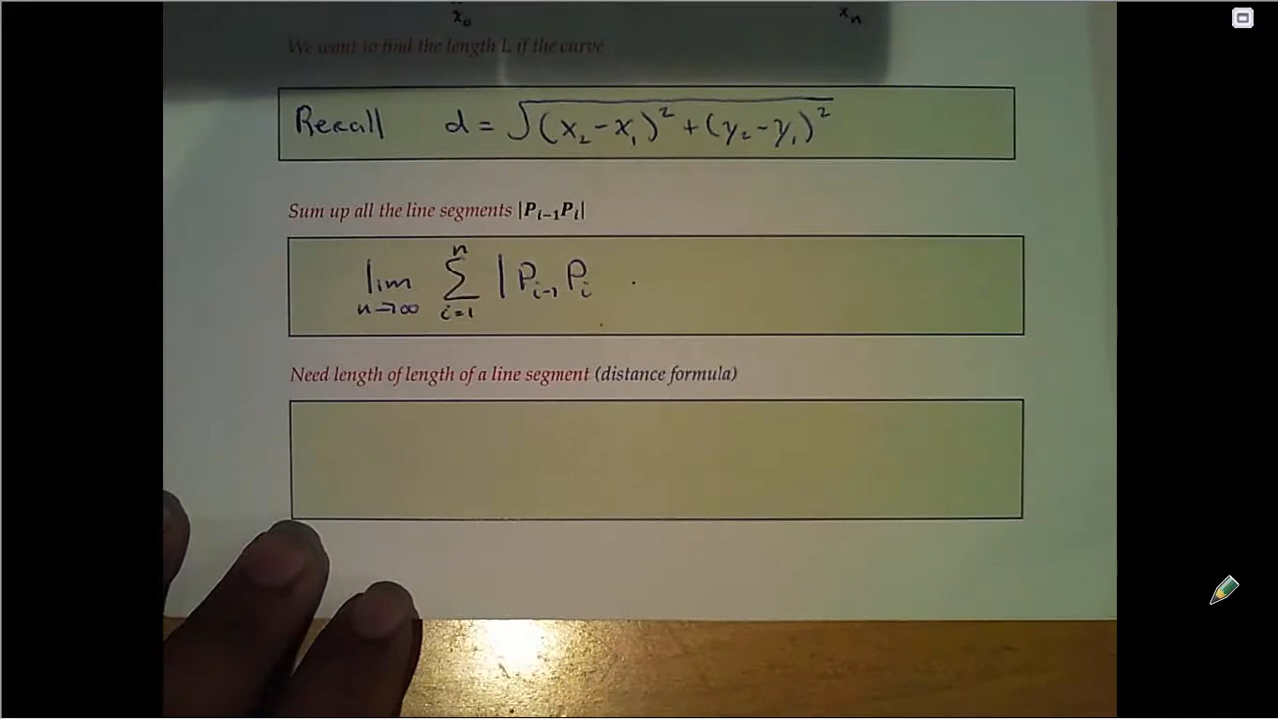 x₀ xₙ
We want to find the length L if the curve
Recall d = √(x₂-x₁)² + (y₂-y₁)²
Sum up all the line segments |Pᵢ₋₁Pᵢ|
lim n→∞ n Σ i=1 | Pᵢ₋₁ Pᵢ
Need length of length of a line segment (distance formula)